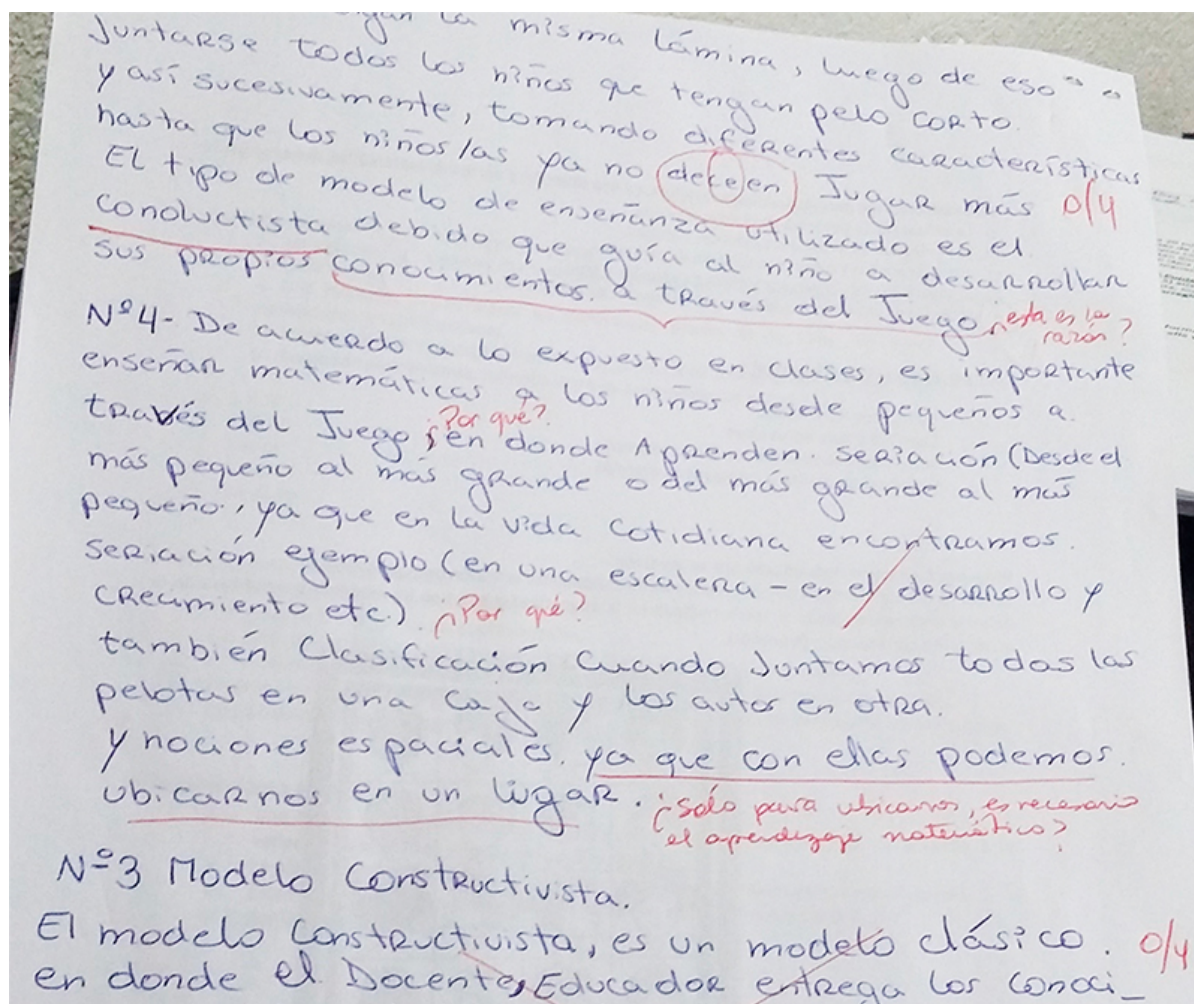 la misma lámina, luego de eso
Juntarse todos los niños que tengan pelo corto.
y así sucesivamente, tomando diferentes características
hasta que los niños/as ya no deceen Jugar más 0/4
El tipo de modelo de enseñanza utilizado es el
conductista debido que guía al niño a desarrollar
sus propios conocimientos. a través del Juego ¿esta es la razón?
Nº4- De acuerdo a lo expuesto en clases, es importante
enseñar matemáticas a los niños desde pequeños a
través del Juego ¿Por qué? en donde Aprenden. seriación (Desde el
más pequeño al mas grande o del más grande al más
pequeño., ya que en la vida cotidiana encontramos.
seriación ejemplo (en una escalera - en el desarrollo y
crecimiento etc). ¿Por qué?
también Clasificación Cuando Juntamos todas las
pelotas en una caja y los autos en otra.
y nociones espaciales. ya que con ellas podemos.
ubicarnos en un lugar. ¿solo para ubicarnos, es necesario
el aprendizaje matemático?
Nº3 Modelo Constructivista.
El modelo constructivista, es un modelo clásico. 0/4
en donde el Docente, Educador entrega los conoci-